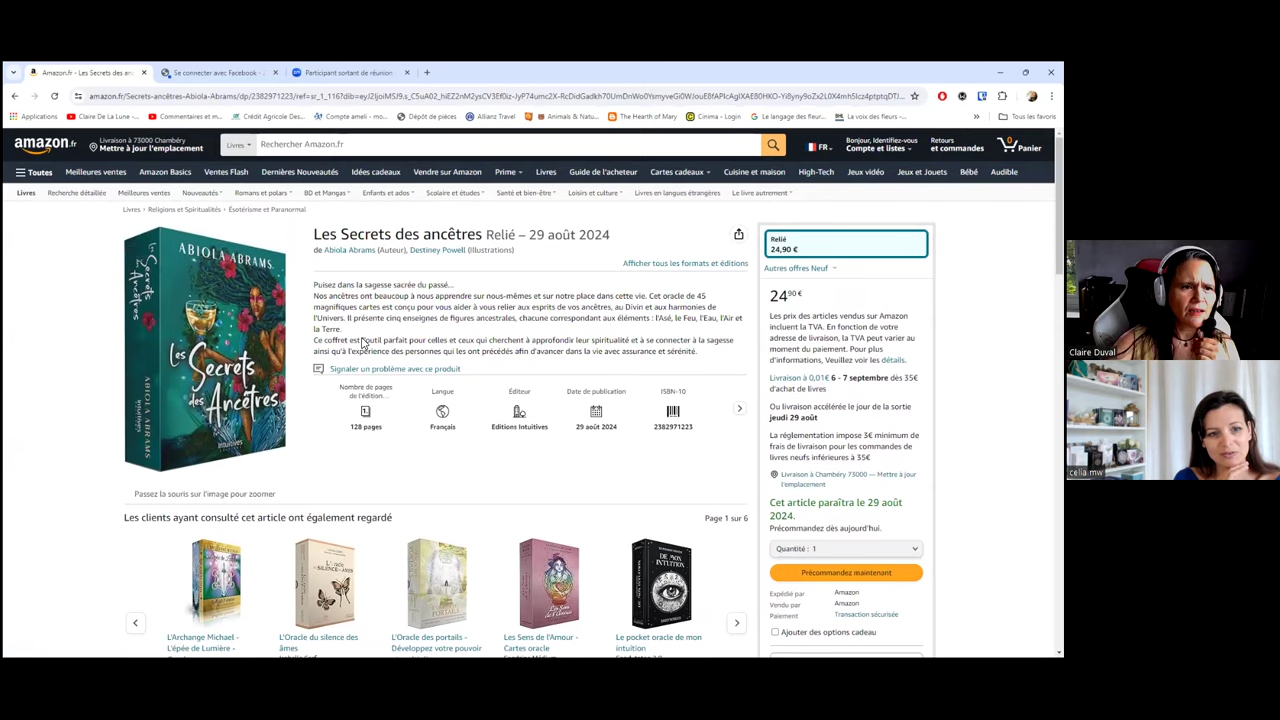 Amazon.fr - Les Secrets des anc
Se connecter avec Facebook -
Participant sortant de réunion
Applications
Claire De La Lune -
Commentaires et m
Crédit Agricole Des
Compte ameli - mo
Dépôt de pièces
Allianz Travel
Animals & Natu
The Hearth of Mary
Cinima - Login
Le langage des fleur
La voix des fleurs -
Tous les favoris
amazon.fr
Livraison à 73000 Chambéry
Mettre à jour l'emplacement
Livres
Rechercher Amazon.fr
FR
Bonjour, Identifiez-vous
Compte et listes
Retours
et commandes
0
Panier
Toutes
Meilleures ventes
Amazon Basics
Ventes Flash
Dernières Nouveautés
Idées cadeaux
Vendre sur Amazon
Prime
Livres
Guide de l'acheteur
Cartes cadeaux
Cuisine et maison
High-Tech
Jeux vidéo
Jeux et Jouets
Bébé
Audible
Livres
Recherche détaillée
Meilleures ventes
Nouveautés
Romans et polars
BD et Mangas
Enfants et ados
Scolaire et études
Santé et bien-être
Loisirs et culture
Livres en langues étrangères
Le livre autrement
Livres › Religions et Spiritualités › Ésotérisme et Paranormal
ABIOLA ABRAMS
Les Secrets des Ancêtres
Les Secrets des Ancêtres
ABIOLA ABRAMS
intuitives
Passez la souris sur l'image pour zoomer
Les Secrets des ancêtres Relié – 29 août 2024
de Abiola Abrams (Auteur), Destiney Powell (Illustrations)
Afficher tous les formats et éditions
Puisez dans la sagesse sacrée du passé...
Nos ancêtres ont beaucoup à nous apprendre sur nous-mêmes et sur notre place dans cette vie. Cet oracle de 45
magnifiques cartes est conçu pour vous aider à vous relier aux esprits de vos ancêtres, au Divin et aux harmonies de
l'Univers. Il présente cinq enseignes de figures ancestrales, chacune correspondant aux éléments : l'Asé, le Feu, l'Eau, l'Air et
la Terre.
Ce coffret est l'outil parfait pour celles et ceux qui cherchent à approfondir leur spiritualité et à se connecter à la sagesse
ainsi qu'à l'expérience des personnes qui les ont précédés afin d'avancer dans la vie avec assurance et sérénité.
Signaler un problème avec ce produit
Nombre de pages
de l'édition...
128 pages
Langue
Français
Éditeur
Editions Intuitives
Date de publication
29 août 2024
ISBN-10
2382971223
Relié
24,90 €
Autres offres Neuf
24,90 €
Les prix des articles vendus sur Amazon
incluent la TVA. En fonction de votre
adresse de livraison, la TVA peut varier au
moment du paiement. Pour plus
d'informations, Veuillez voir les détails.
Livraison à 0,01€ 6 - 7 septembre dès 35€
d'achat de livres
Ou livraison accélérée le jour de la sortie
jeudi 29 août
La réglementation impose 3€ minimum de
frais de livraison pour les commandes de
livres neufs inférieures à 35€
Livraison à Chambéry 73000 — Mettre à jour
l'emplacement
Cet article paraîtra le 29 août
2024.
Précommandez dès aujourd'hui.
Quantité : 1
Précommandez maintenant
Expédié par Amazon
Vendu par Amazon
Paiement Transaction sécurisée
Ajouter des options cadeau
Les clients ayant consulté cet article ont également regardé
Page 1 sur 6
L'Archange Michael -
L'épée de Lumière -
L'Oracle du silence des
âmes
L'Oracle des portails -
Développez votre pouvoir
Les Sens de l'Amour -
Cartes oracle
Le pocket oracle de mon
intuition
Claire Duval
celia mw